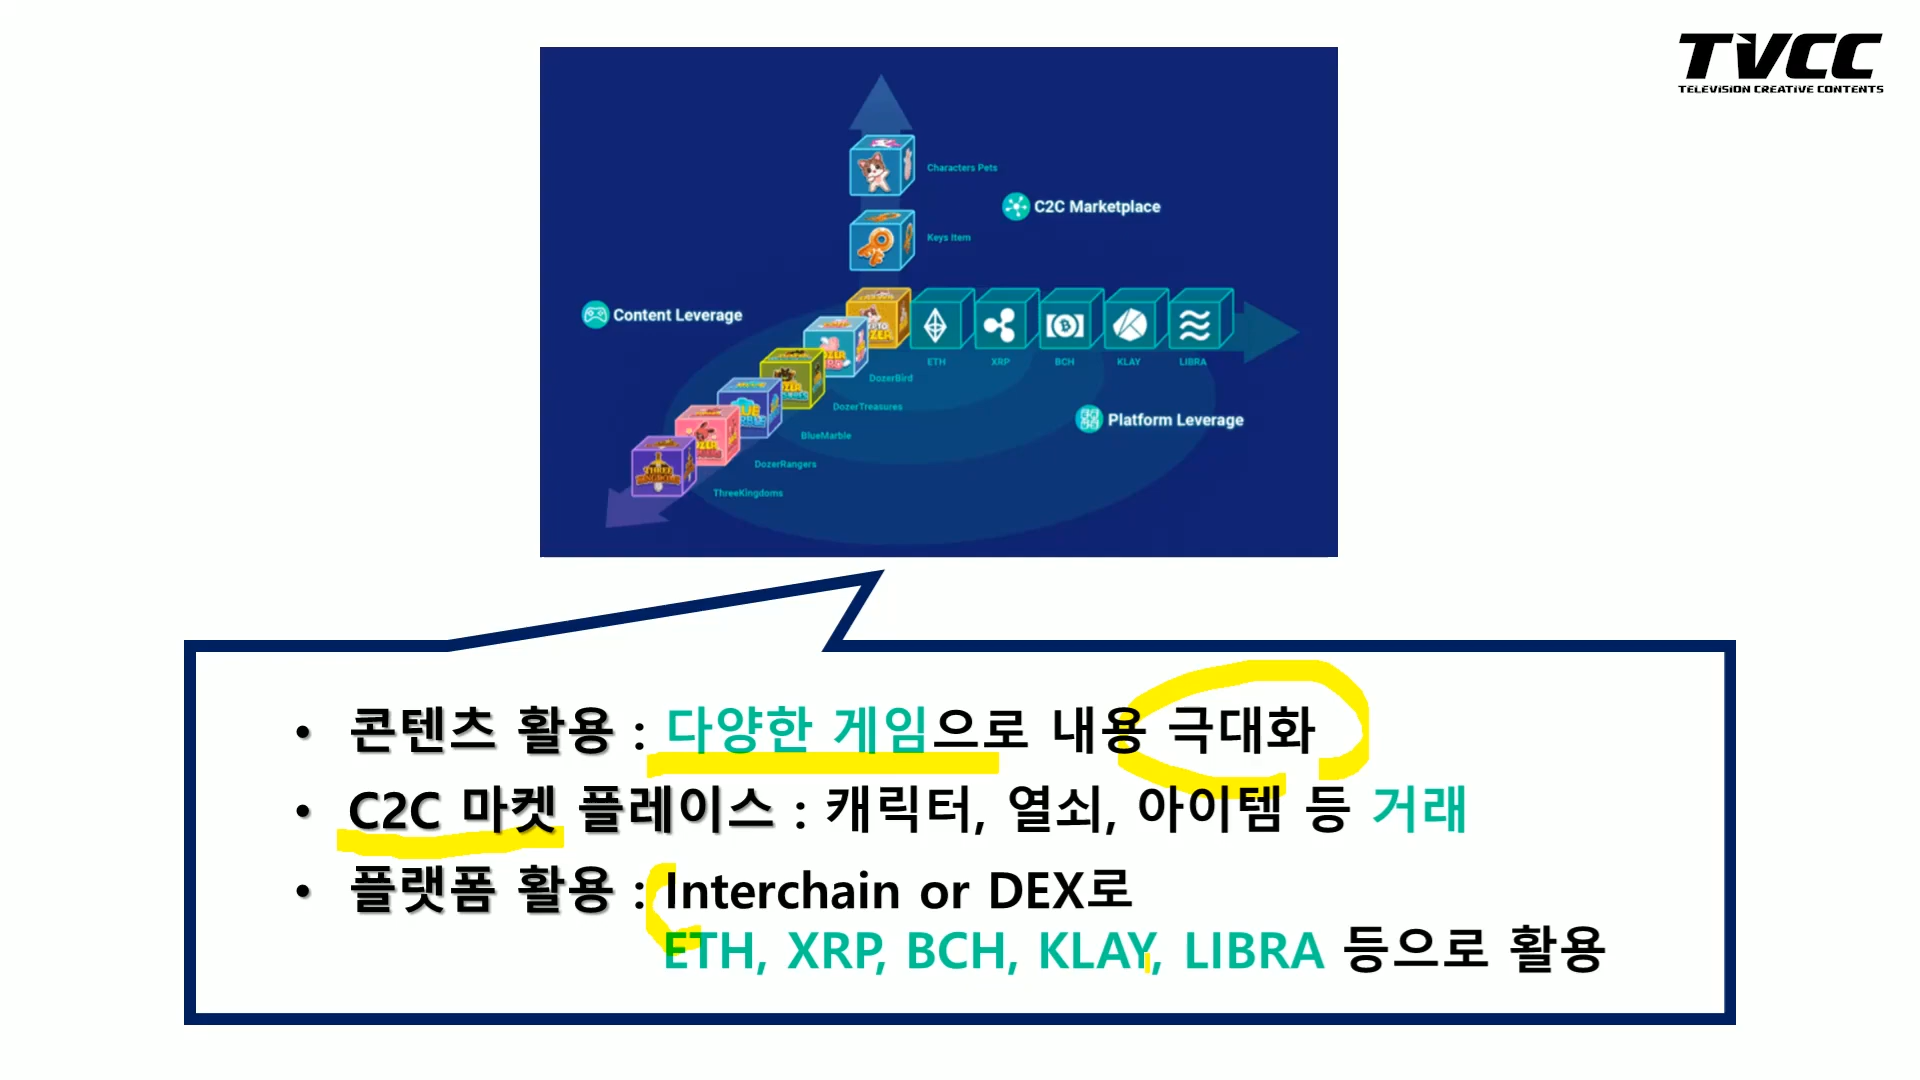 TVCC
TELEVISION CREATIVE CONTENTS
Characters Pets
C2C Marketplace
Keys Item
Content Leverage
ETH XRP BCH KLAY LIBRA
DozerBird
DozerTreasures
Platform Leverage
BlueMarble
DozerRangers
ThreeKingdoms
• 콘텐츠 활용 : 다양한 게임으로 내용 극대화
• C2C 마켓 플레이스 : 캐릭터, 열쇠, 아이템 등 거래
• 플랫폼 활용 : Interchain or DEX로
ETH, XRP, BCH, KLAY, LIBRA 등으로 활용